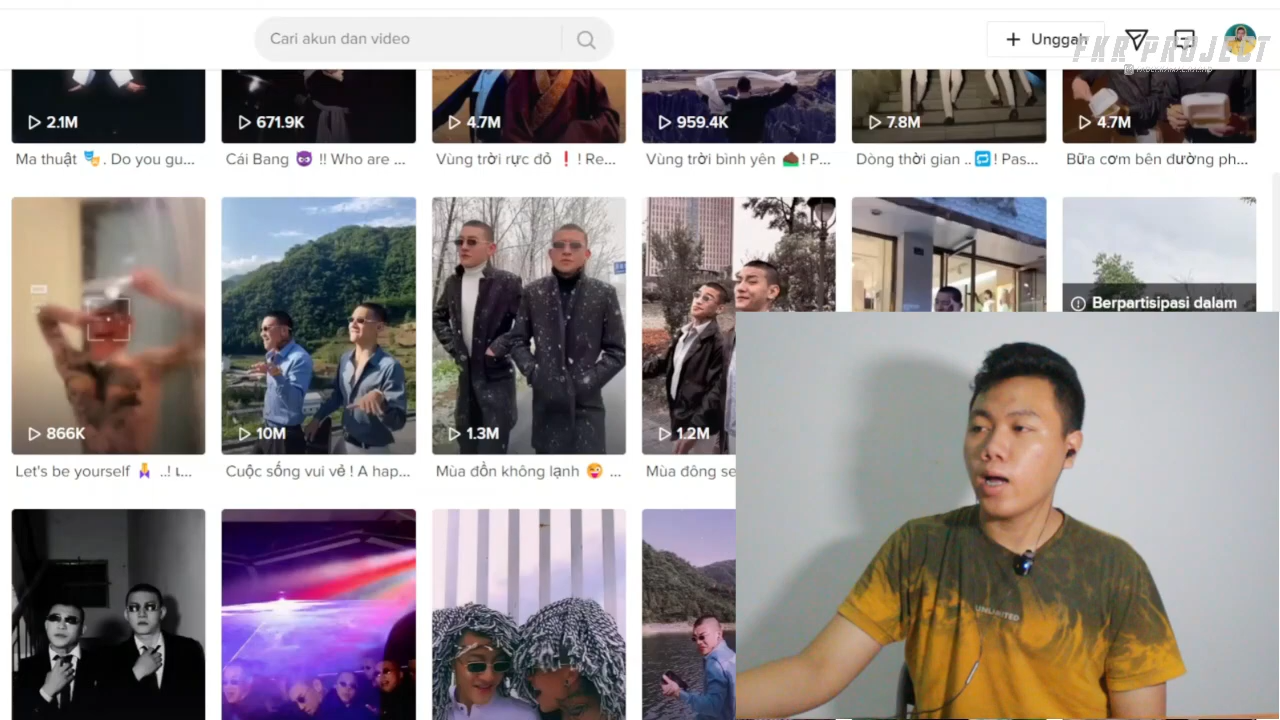 Cari akun dan video
+ Unggah
FKR PROJECT
2.1M
671.9K
4.7M
959.4K
7.8M
4.7M
Ma thuật 🎭. Do you gu...
Cái Bang 😈 !! Who are ...
Vùng trời rực đỏ ❗ ! Re...
Vùng trời bình yên 🌰! P...
Dòng thời gian ..🔁! Pas...
Bữa cơm bên đường ph...
Berpartisipasi dalam
866K
10M
1.3M
1.2M
Let's be yourself
Cuộc sống vui vẻ ! A hap...
Mùa đôn không lạnh 😜 ...
Mùa đông se
UNLIMITED